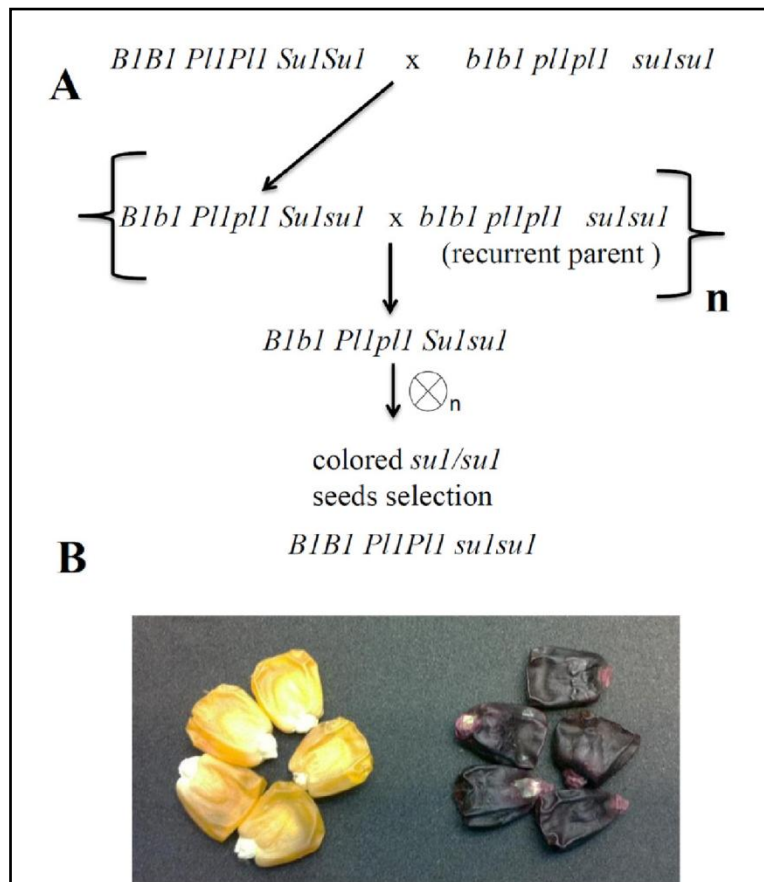 B1B1 Pl1Pl1 Su1Su1 x b1b1 pl1pl1 su1su1
A
B1b1 Pl1pl1 Su1su1 x b1b1 pl1pl1 su1su1
(recurrent parent )
n
B1b1 Pl1pl1 Su1su1
n
colored su1/su1
seeds selection
B1B1 Pl1Pl1 su1su1
B